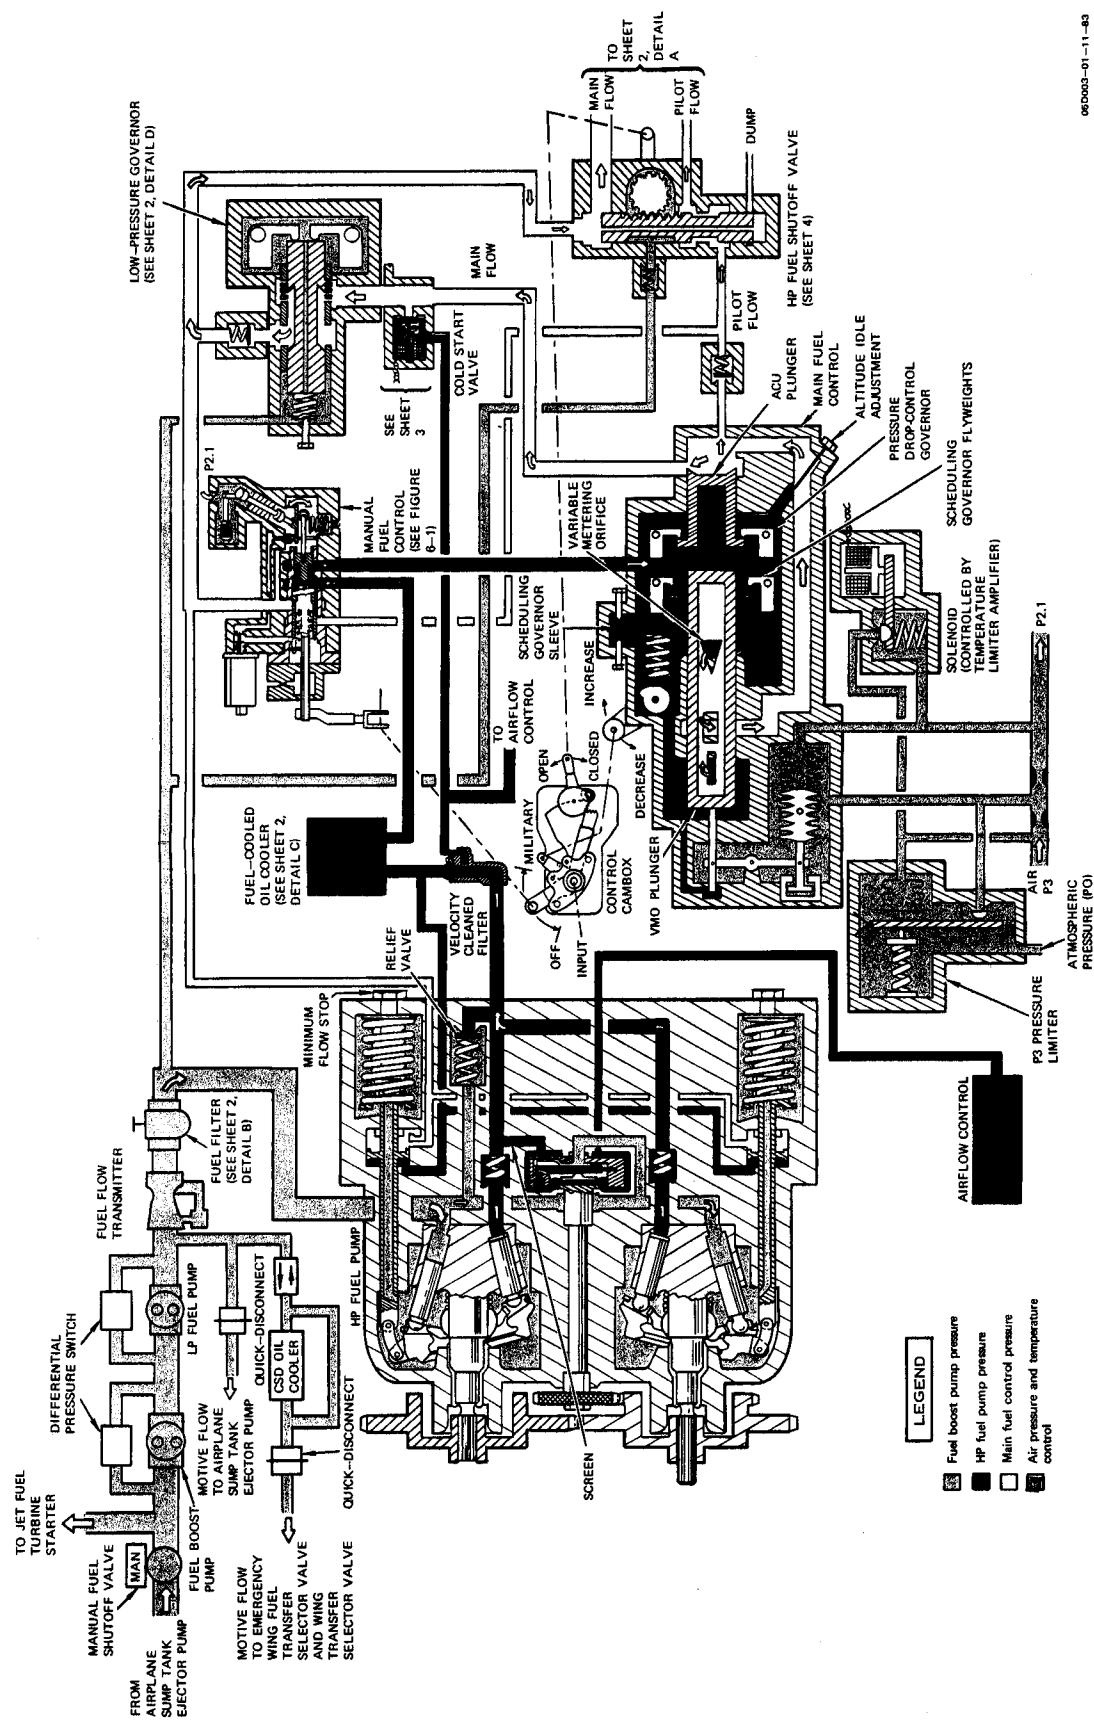 TO JET FUEL
TURBINE
STARTER
MANUAL FUEL
SHUTOFF VALVE
MAN
FROM
AIRPLANE
SUMP TANK
EJECTOR PUMP
DIFFERENTIAL
PRESSURE SWITCH
FUEL BOOST
PUMP
LP FUEL PUMP
FUEL FLOW
TRANSMITTER
FUEL FILTER
(SEE SHEET 2,
DETAIL B)
MOTIVE FLOW
TO AIRPLANE
SUMP TANK
EJECTOR PUMP
QUICK-DISCONNECT
CSD OIL
COOLER
QUICK-DISCONNECT
MOTIVE FLOW
TO EMERGENCY
WING FUEL
TRANSFER
SELECTOR VALVE
AND WING
TRANSFER
SELECTOR VALVE
HP FUEL PUMP
SCREEN
MINIMUM
FLOW STOP
RELIEF
VALVE
VELOCITY
CLEANED
FILTER
FUEL-COOLED
OIL COOLER
(SEE SHEET 2,
DETAIL C)
TO
AIRFLOW
CONTROL
MANUAL
FUEL
CONTROL
(SEE FIGURE
6-1)
P2.1
LOW-PRESSURE GOVERNOR
(SEE SHEET 2, DETAIL D)
SEE
SHEET
3
COLD START
VALVE
MAIN
FLOW
TO
SHEET
2,
DETAIL
A
MAIN
FLOW
PILOT
FLOW
DUMP
HP FUEL SHUTOFF VALVE
(SEE SHEET 4)
PILOT
FLOW
ACU
PLUNGER
MAIN FUEL
CONTROL
ALTITUDE IDLE
ADJUSTMENT
PRESSURE
DROP-CONTROL
GOVERNOR
SCHEDULING
GOVERNOR FLYWEIGHTS
VARIABLE
METERING
ORIFICE
SCHEDULING
GOVERNOR
SLEEVE
INCREASE
DECREASE
OPEN
CLOSED
MILITARY
OFF
INPUT
CONTROL
CAMBOX
VMO PLUNGER
SOLENOID
(CONTROLLED BY
TEMPERATURE
LIMITER AMPLIFIER)
P2.1
AIR
P3
ATMOSPHERIC
PRESSURE (PO)
P3 PRESSURE
LIMITER
AIRFLOW CONTROL
LEGEND
Fuel boost pump pressure
HP fuel pump pressure
Main fuel control pressure
Air pressure and temperature
control
05D003-01-11-83